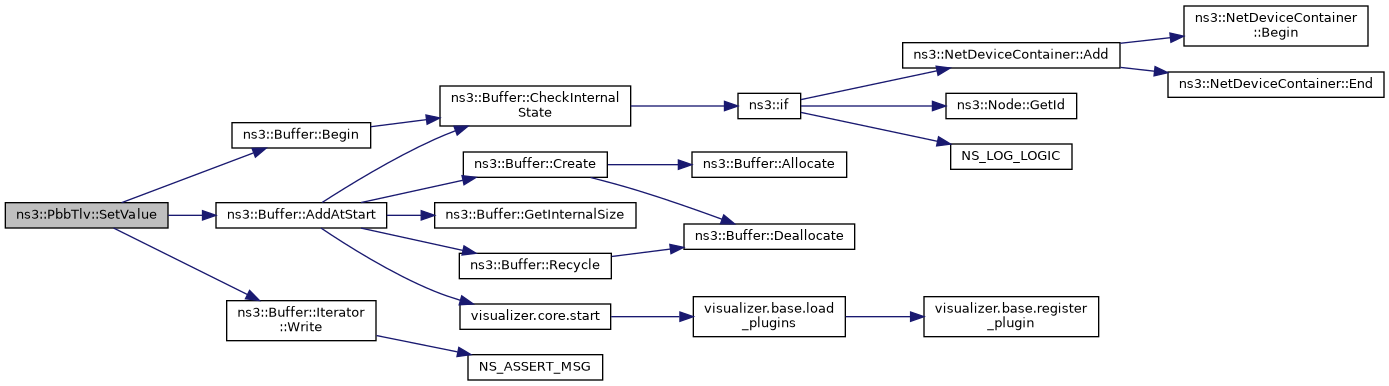 ns3::PbbTlv::SetValue
ns3::Buffer::Begin
ns3::Buffer::AddAtStart
ns3::Buffer::Iterator
::Write
ns3::Buffer::CheckInternal
State
ns3::Buffer::Create
ns3::Buffer::GetInternalSize
ns3::Buffer::Recycle
visualizer.core.start
NS_ASSERT_MSG
ns3::if
ns3::Buffer::Allocate
ns3::Buffer::Deallocate
visualizer.base.load
_plugins
ns3::NetDeviceContainer::Add
ns3::Node::GetId
NS_LOG_LOGIC
visualizer.base.register
_plugin
ns3::NetDeviceContainer
::Begin
ns3::NetDeviceContainer::End